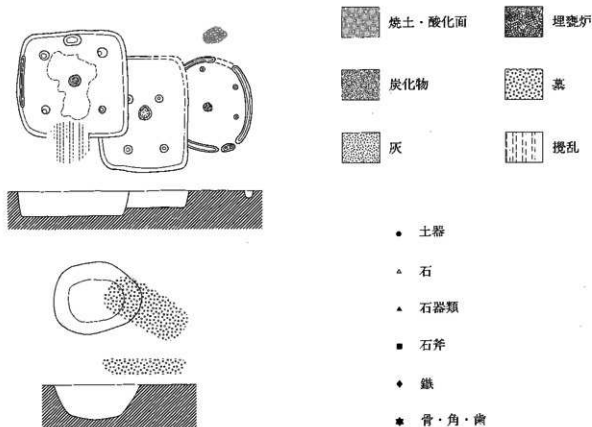 焼土・酸化面
埋甕炉
炭化物
墓
灰
攪乱
土器
石
石器類
石斧
鏃
骨・角・歯